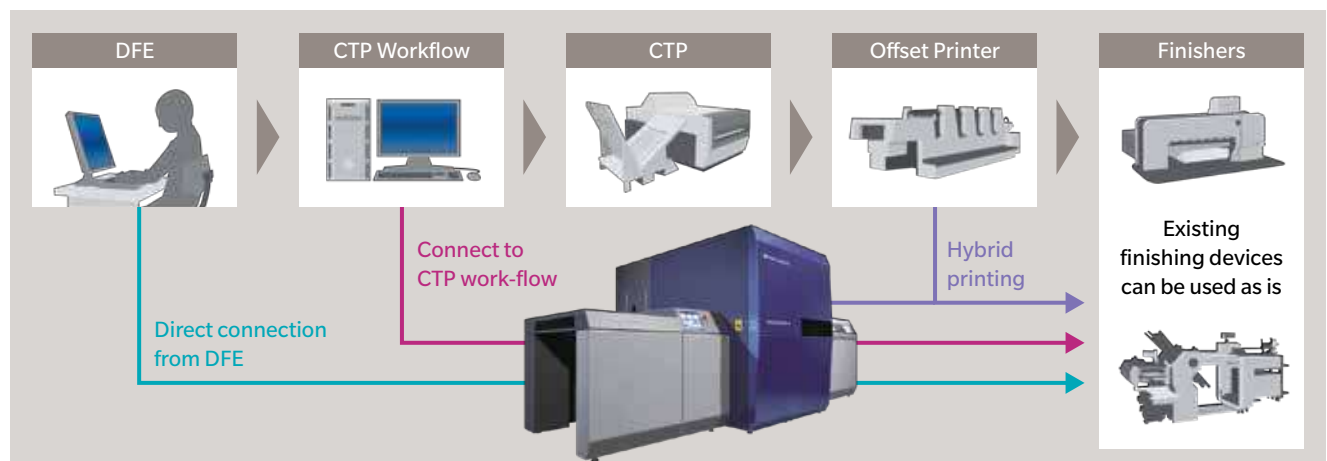 DFE
CTP Workflow
CTP
Offset Printer
Finishers
Connect to
CTP work-flow
Hybrid
printing
Existing
finishing devices
can be used as is
Direct connection
from DFE